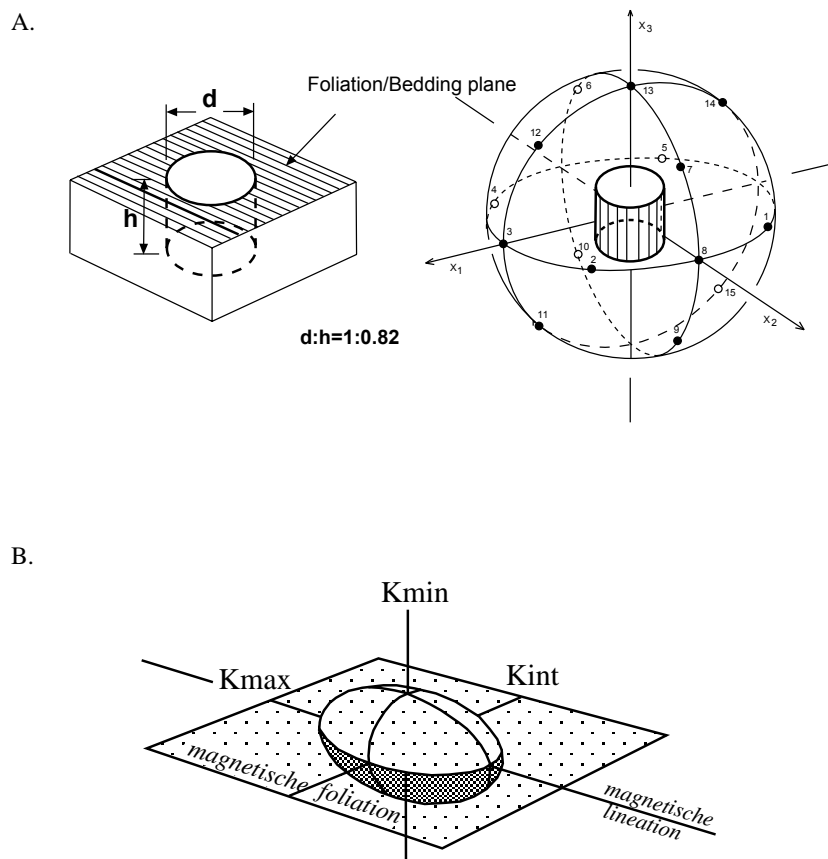 A.
Foliation/Bedding plane
d
h
d:h=1:0.82
X3
6
13
14
12
5
7
4
3
1
10
8
2
X1
15
X2
11
9
B.
Kmin
Kmax
Kint
magnetische foliation
magnetische
lineation